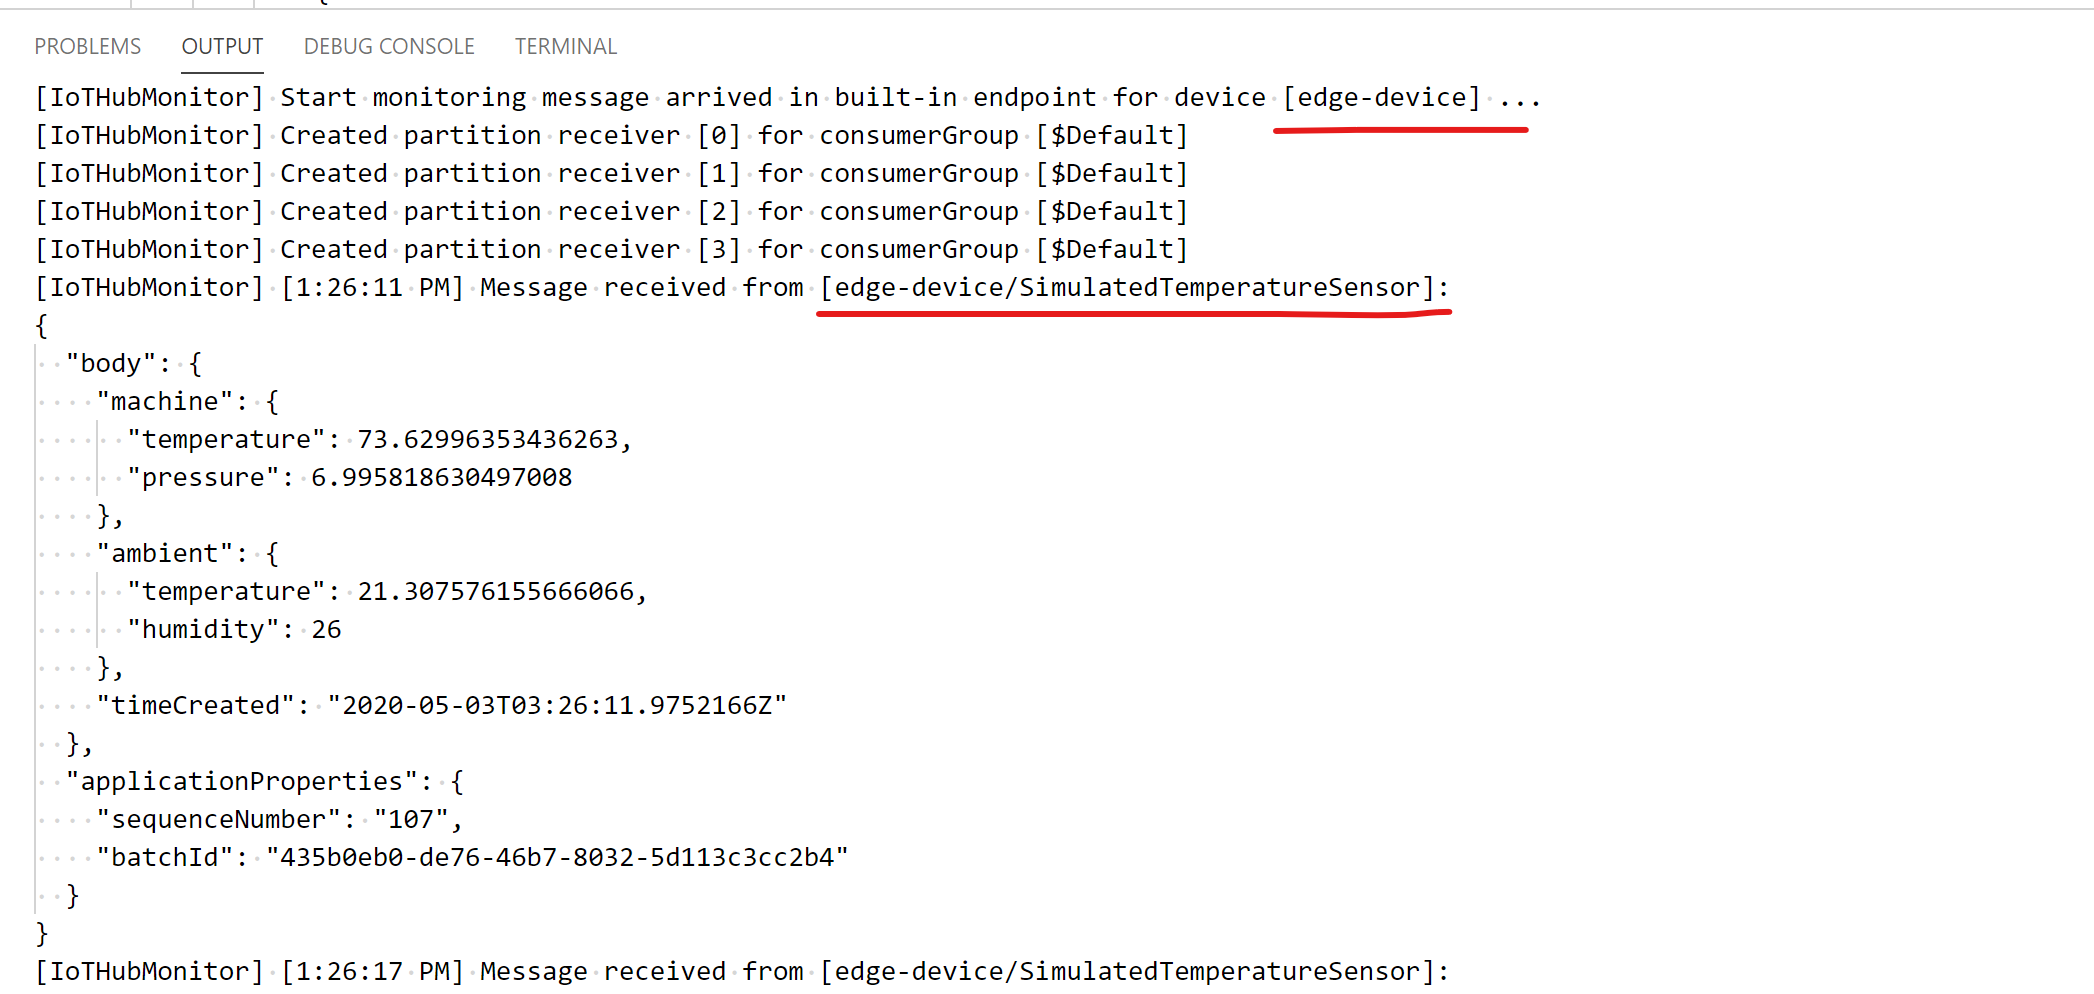 PROBLEMS OUTPUT DEBUG CONSOLE TERMINAL
[IoTHubMonitor] Start monitoring message arrived in built-in endpoint for device [edge-device] ...
[IoTHubMonitor] Created partition receiver [0] for consumerGroup [$Default]
[IoTHubMonitor] Created partition receiver [1] for consumerGroup [$Default]
[IoTHubMonitor] Created partition receiver [2] for consumerGroup [$Default]
[IoTHubMonitor] Created partition receiver [3] for consumerGroup [$Default]
[IoTHubMonitor] [1:26:11 PM] Message received from [edge-device/SimulatedTemperatureSensor]:
{
  "body": {
    "machine": {
      "temperature": 73.62996353436263,
      "pressure": 6.995818630497008
    },
    "ambient": {
      "temperature": 21.307576155666066,
      "humidity": 26
    },
    "timeCreated": "2020-05-03T03:26:11.9752166Z"
  },
  "applicationProperties": {
    "sequenceNumber": "107",
    "batchId": "435b0eb0-de76-46b7-8032-5d113c3cc2b4"
  }
}
[IoTHubMonitor] [1:26:17 PM] Message received from [edge-device/SimulatedTemperatureSensor]: